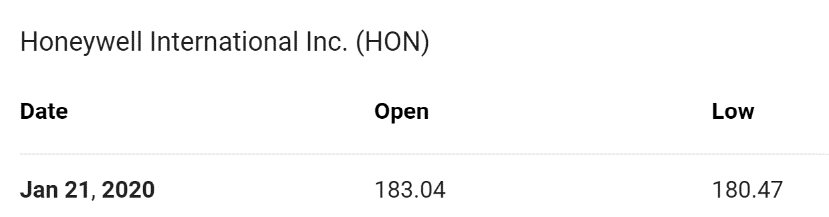 Honeywell International Inc. (HON)
Date Open Low
Jan 21, 2020 183.04 180.47